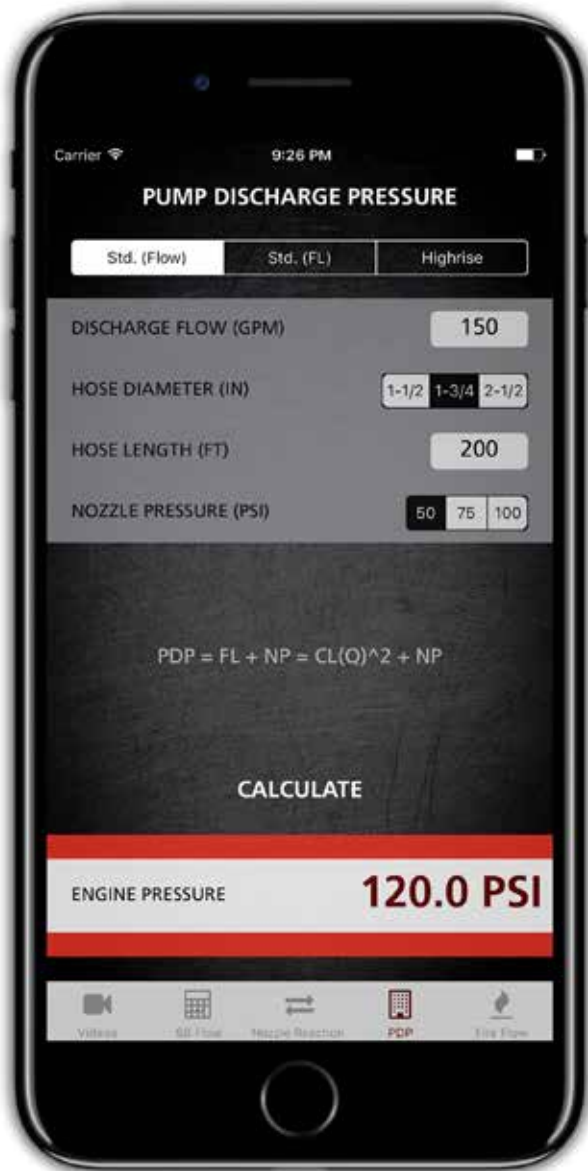 Carrier 9:26 PM
PUMP DISCHARGE PRESSURE
Std. (Flow) Std. (FL) Highrise
DISCHARGE FLOW (GPM) 150
HOSE DIAMETER (IN) 1-1/2 1-3/4 2-1/2
HOSE LENGTH (FT) 200
NOZZLE PRESSURE (PSI) 50 75 100
PDP = FL + NP = CL(Q)^2 + NP
CALCULATE
ENGINE PRESSURE 120.0 PSI
Videos Flow Nozzle Reaction PDP Fire Flow